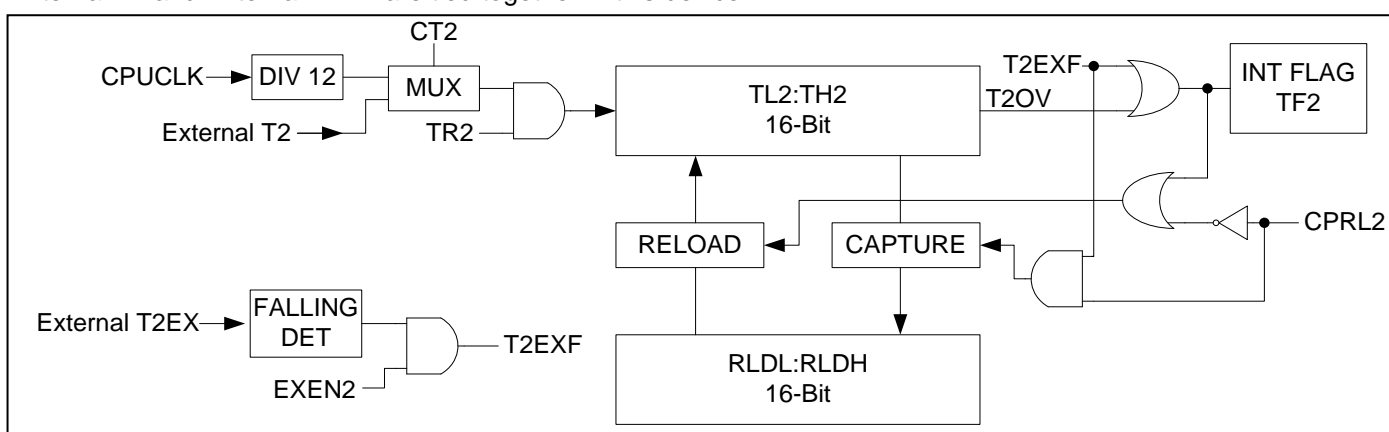 CT2
CPUCLK
DIV 12
MUX
External T2
TR2
TL2:TH2
16-Bit
T2EXF
T2OV
INT FLAG
TF2
RELOAD
CAPTURE
CPRL2
External T2EX
FALLING
DET
EXEN2
T2EXF
RLDL:RLDH
16-Bit